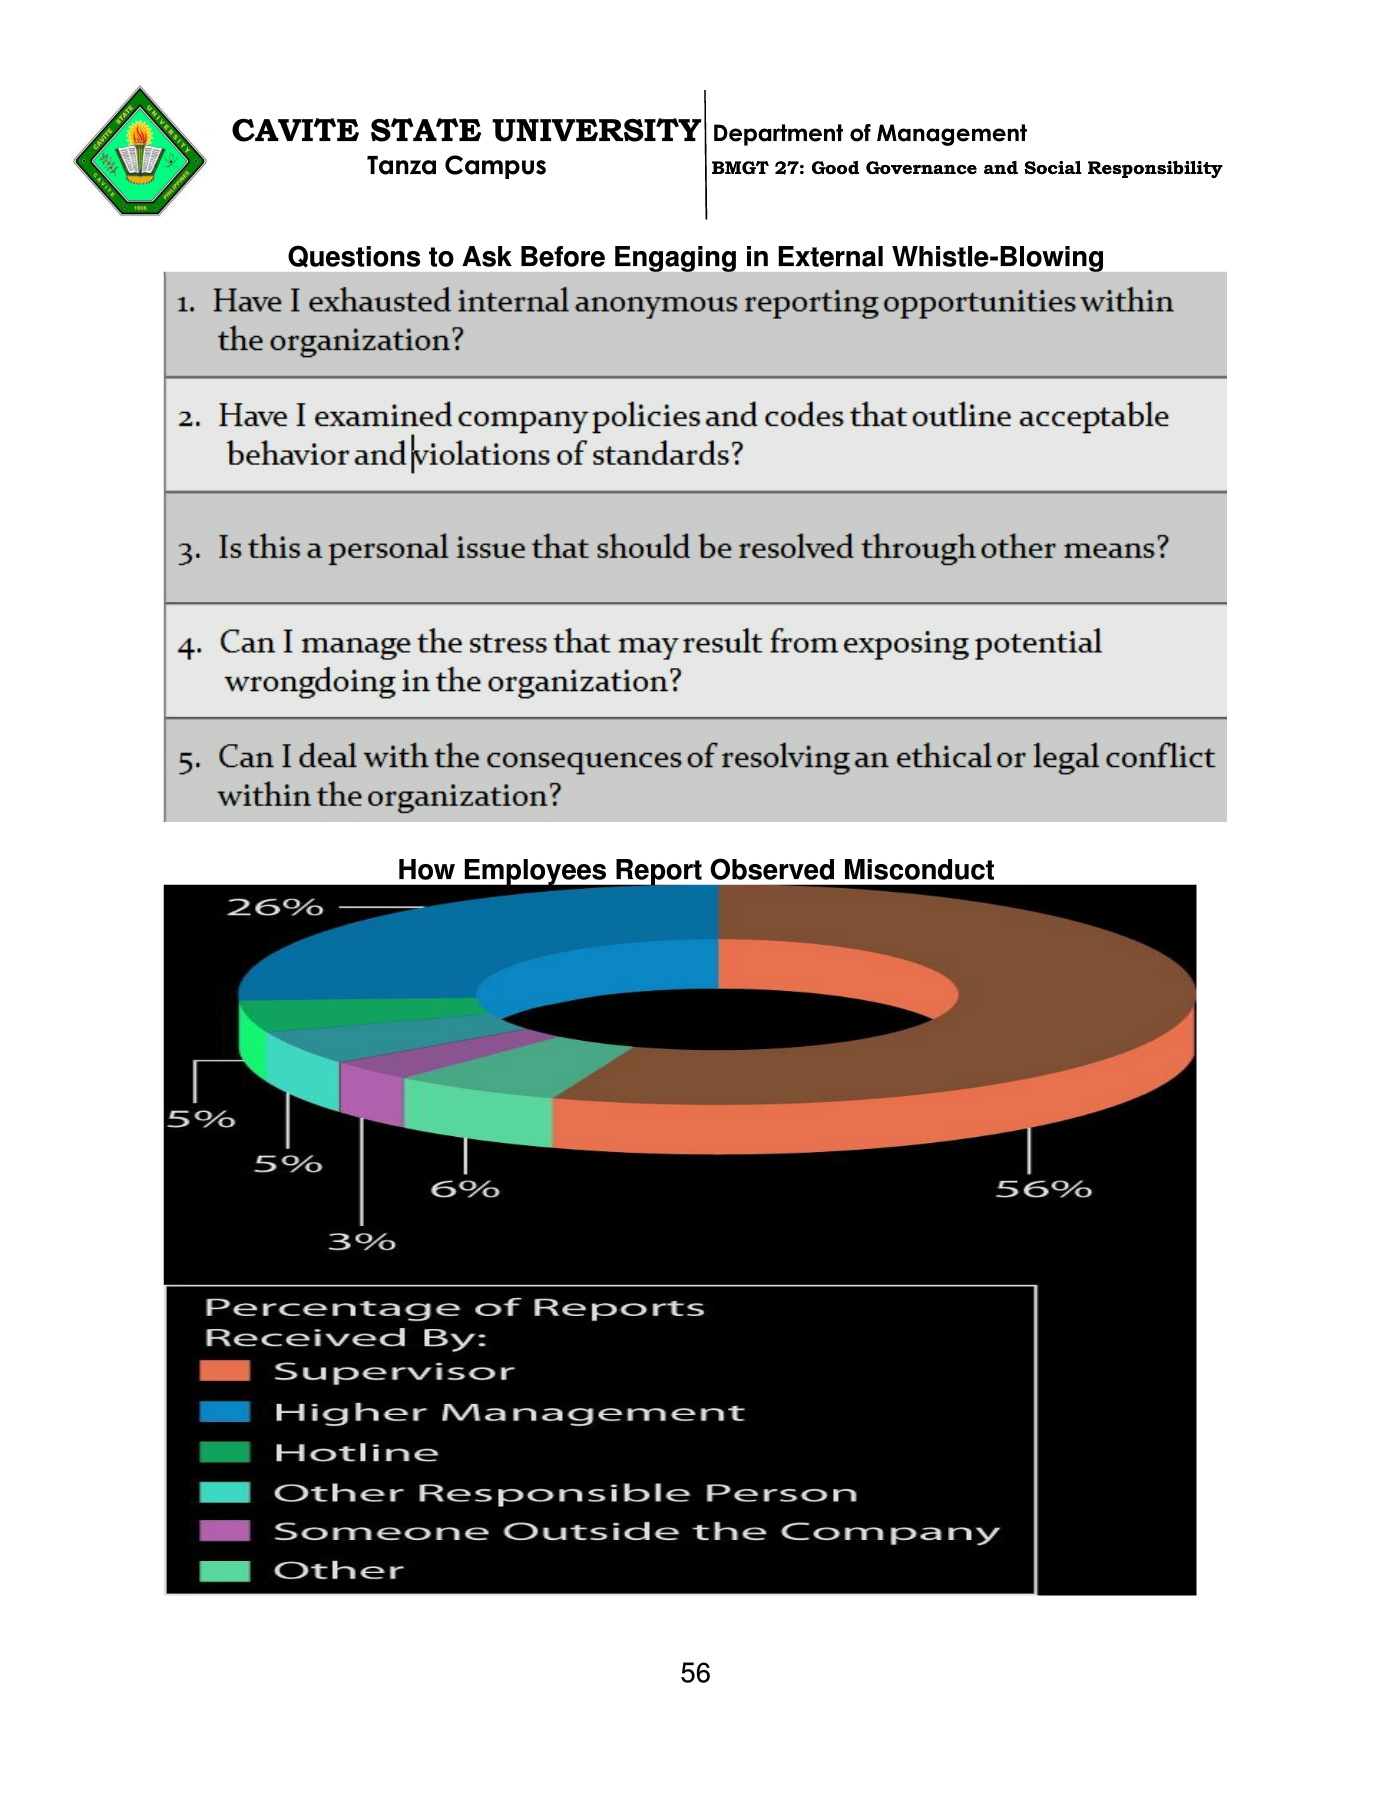 CAVITE STATE UNIVERSITY
Tanza Campus
Department of Management
BMGT 27: Good Governance and Social Responsibility
CAVITE STATE UNIVERSITY
CAVITE
PHILIPPINES
1906
Questions to Ask Before Engaging in External Whistle-Blowing
1. Have I exhausted internal anonymous reporting opportunities within
the organization?
2. Have I examined company policies and codes that outline acceptable
behavior and violations of standards?
3. Is this a personal issue that should be resolved through other means?
4. Can I manage the stress that may result from exposing potential
wrongdoing in the organization?
5. Can I deal with the consequences of resolving an ethical or legal conflict
within the organization?
How Employees Report Observed Misconduct
26%
5%
5%
3%
6%
56%
Percentage of Reports
Received By:
Supervisor
Higher Management
Hotline
Other Responsible Person
Someone Outside the Company
Other
56